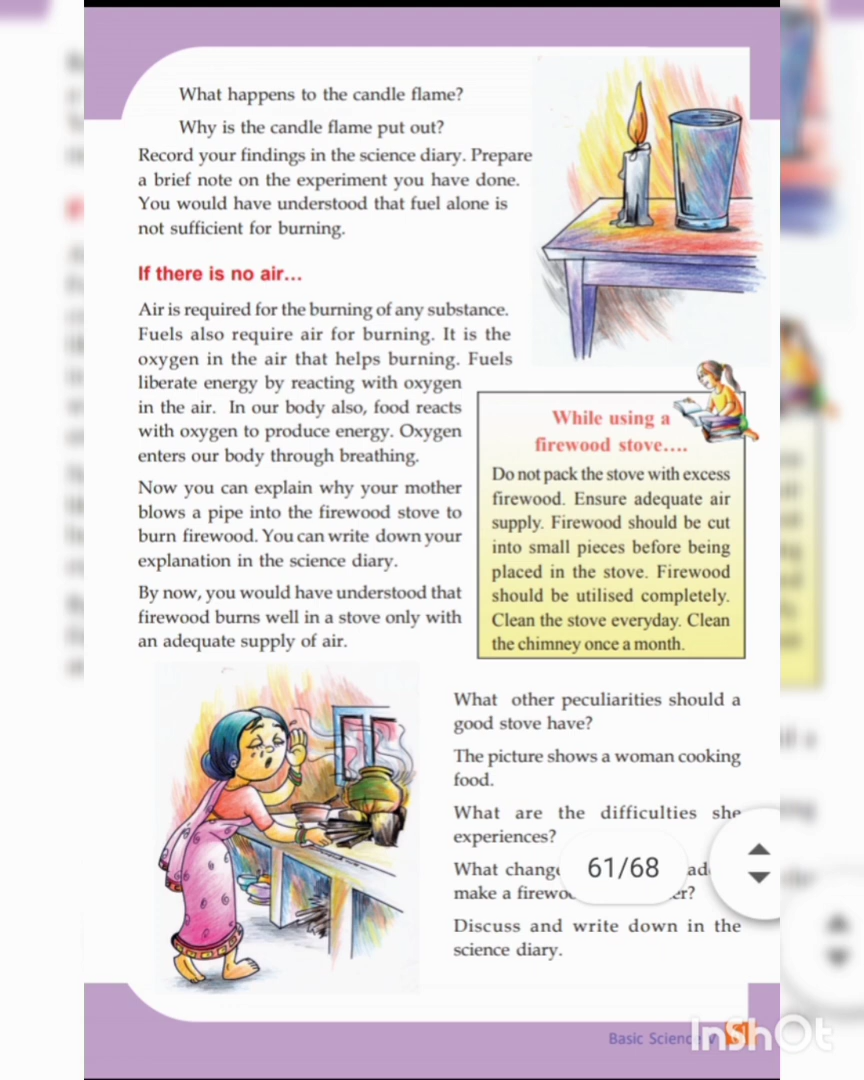 What happens to the candle flame?
Why is the candle flame put out?
Record your findings in the science diary. Prepare
a brief note on the experiment you have done.
You would have understood that fuel alone is
not sufficient for burning.
If there is no air...
Air is required for the burning of any substance.
Fuels also require air for burning. It is the
oxygen in the air that helps burning. Fuels
liberate energy by reacting with oxygen
in the air. In our body also, food reacts
with oxygen to produce energy. Oxygen
enters our body through breathing.
Now you can explain why your mother
blows a pipe into the firewood stove to
burn firewood. You can write down your
explanation in the science diary.
By now, you would have understood that
firewood burns well in a stove only with
an adequate supply of air.
While using a
firewood stove....
Do not pack the stove with excess
firewood. Ensure adequate air
supply. Firewood should be cut
into small pieces before being
placed in the stove. Firewood
should be utilised completely.
Clean the stove everyday. Clean
the chimney once a month.
What other peculiarities should a
good stove have?
The picture shows a woman cooking
food.
What are the difficulties she
experiences?
What
make a
61/68
Discuss and write down in the
science diary.
Basic Science
InShOt